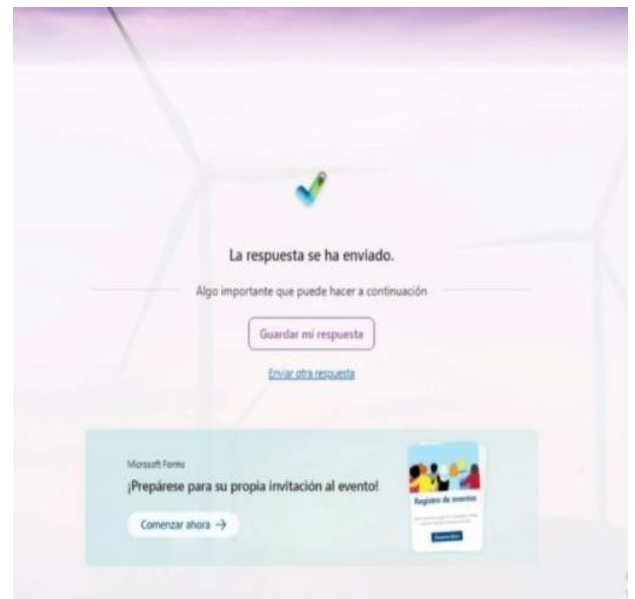 La respuesta se ha enviado.
Algo importante que puede hacer a continuación
Guardar mi respuesta
Enviar otra respuesta
Microsoft Forms
¡Prepárese para su propia invitación al evento!
Comenzar ahora →
Registro de eventos